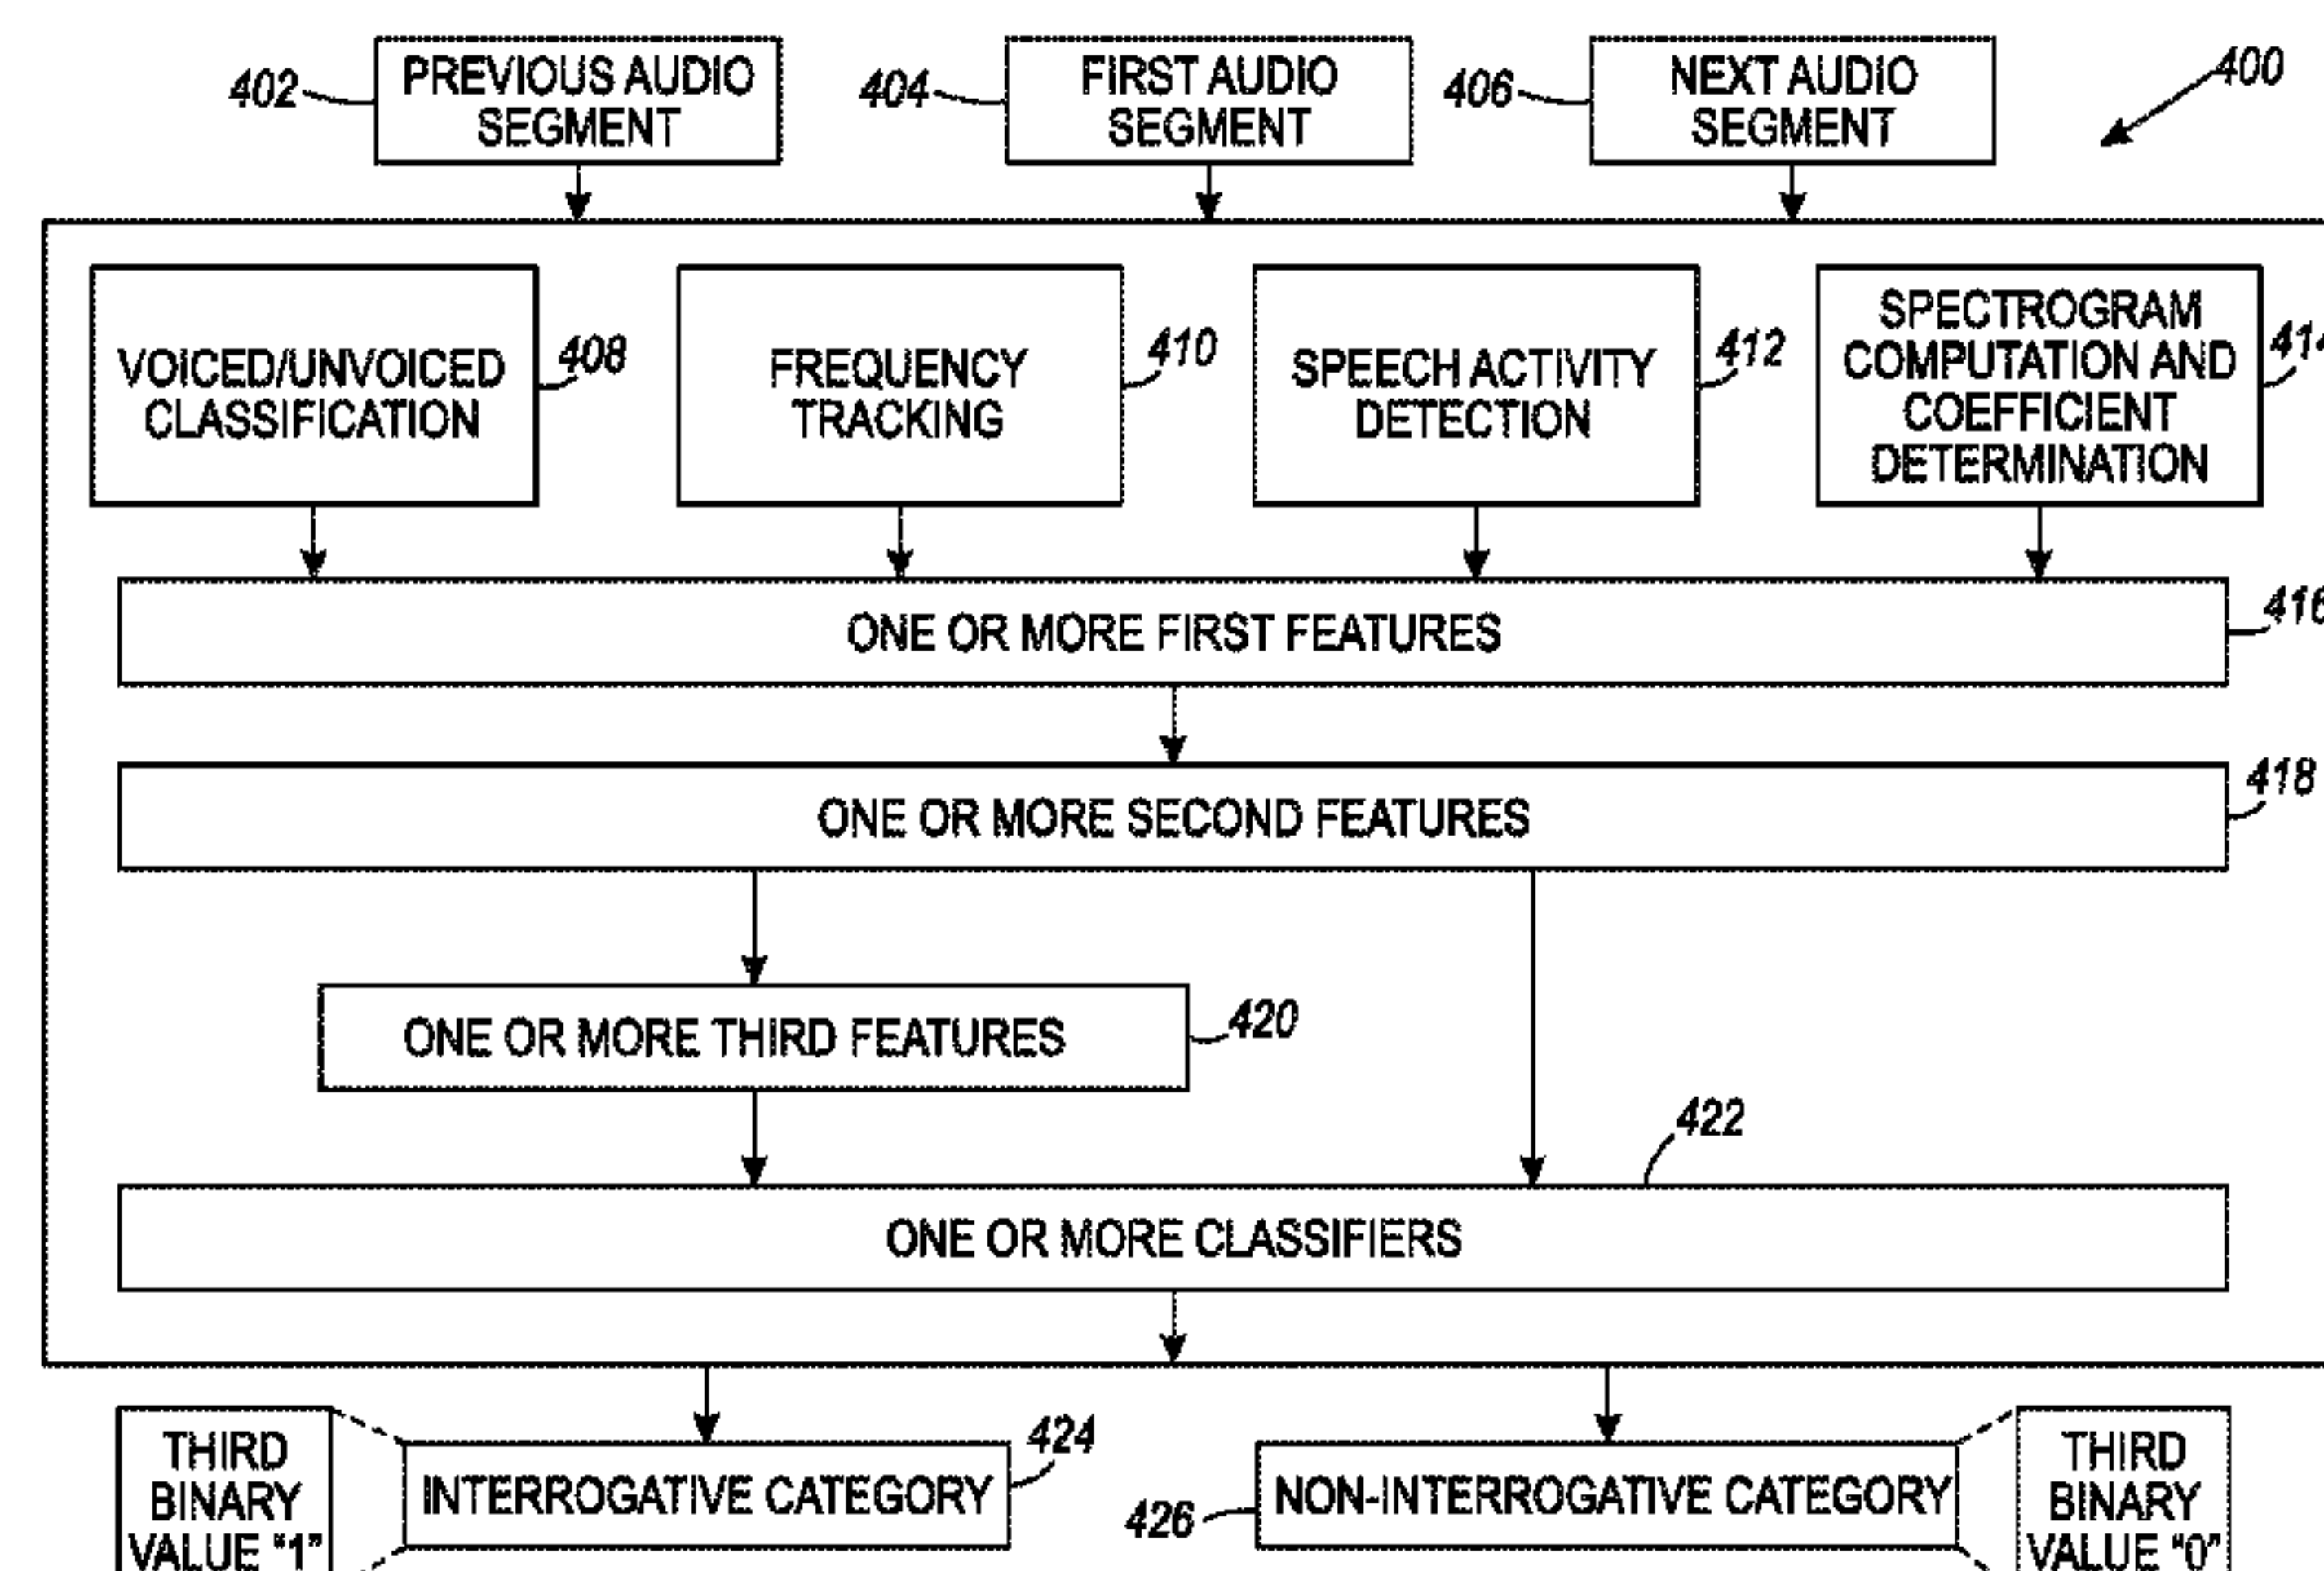 402
PREVIOUS AUDIO
SEGMENT
404
FIRST AUDIO
SEGMENT
406
NEXT AUDIO
SEGMENT
400
VOICED/UNVOICED
CLASSIFICATION
408
FREQUENCY
TRACKING
410
SPEECH ACTIVITY
DETECTION
412
SPECTROGRAM
COMPUTATION AND
COEFFICIENT
DETERMINATION
414
ONE OR MORE FIRST FEATURES
416
ONE OR MORE SECOND FEATURES
418
ONE OR MORE THIRD FEATURES
420
422
ONE OR MORE CLASSIFIERS
THIRD
BINARY
VALUE "1"
INTERROGATIVE CATEGORY
424
426
NON-INTERROGATIVE CATEGORY
THIRD
BINARY
VALUE "0"